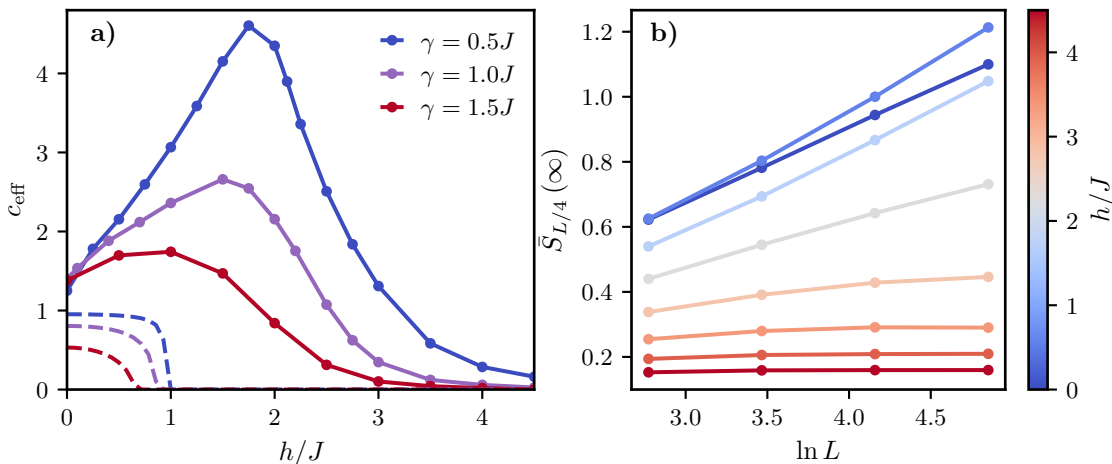 a)
γ = 0.5J
γ = 1.0J
γ = 1.5J
4
3
2
1
0
c_eff
0 1 2 3 4
h/J
b)
1.2
1.0
0.8
0.6
0.4
0.2
S̄_{L/4} (∞)
3.0 3.5 4.0 4.5
ln L
4
3
2
1
0
h/J